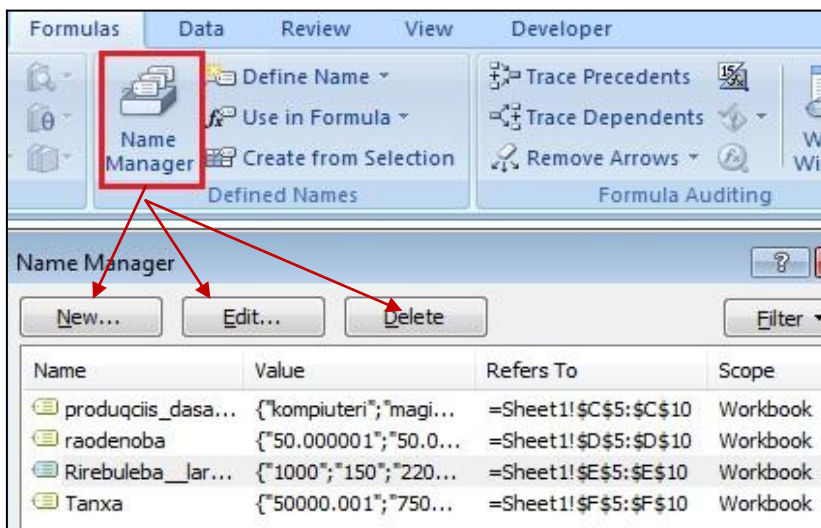 Formulas Data Review View Developer
Name Manager
Define Name
Use in Formula
Create from Selection
Defined Names
Trace Precedents
Trace Dependents
Remove Arrows
Formula Auditing
Name Manager
New... Edit... Delete Filter
Name Value Refers To Scope
produqciis_dasa... {"kompiuteri";"magi... =Sheet1!$C$5:$C$10 Workbook
raodenoba {"50.000001";"50.0... =Sheet1!$D$5:$D$10 Workbook
Rirebuleba__lar... {"1000";"150";"220... =Sheet1!$E$5:$E$10 Workbook
Tanxa {"50000.001";"750... =Sheet1!$F$5:$F$10 Workbook